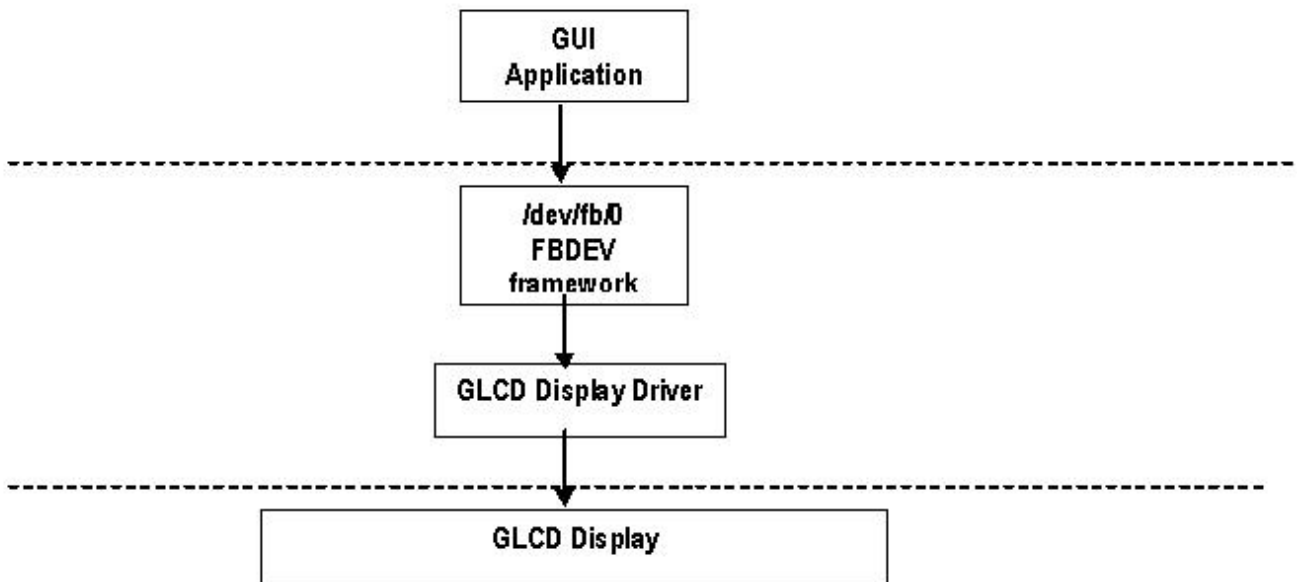 GUI
Application
/dev/fb/0
FBDEV
framework
GLCD Display Driver
GLCD Display